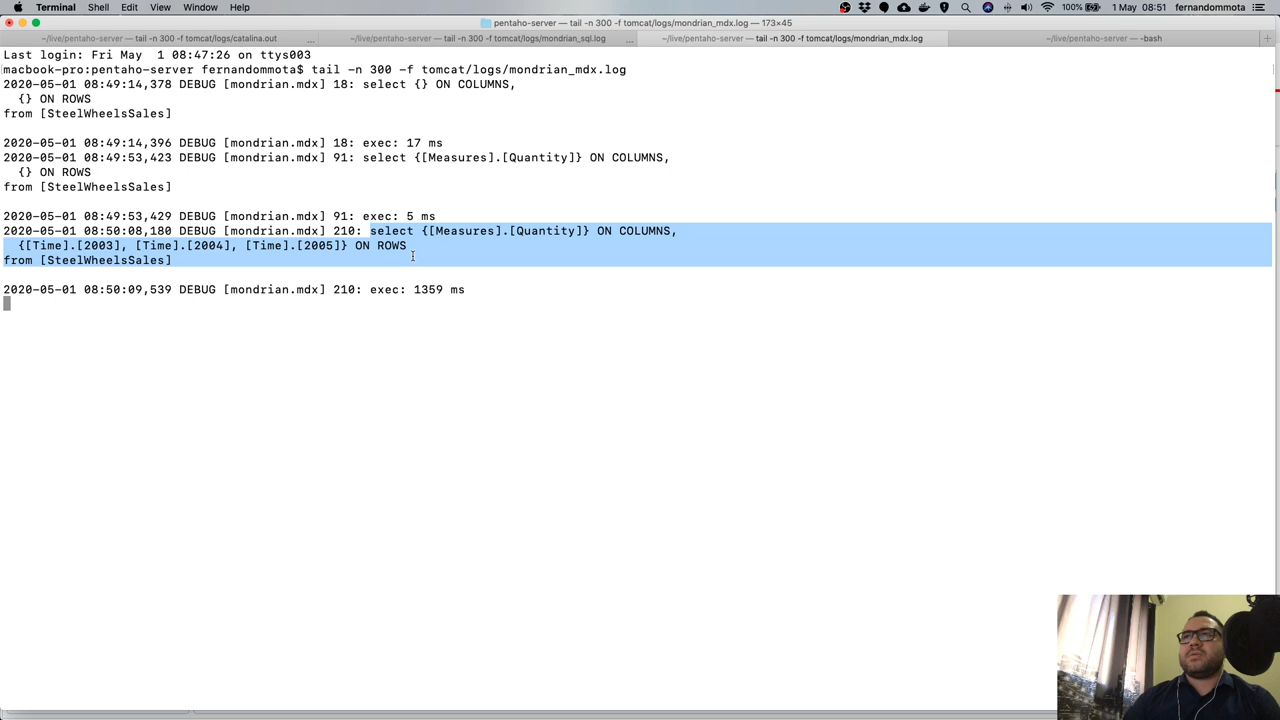 Terminal Shell Edit View Window Help 100% 1 May 08:51 fernandommota
pentaho-server — tail -n 300 -f tomcat/logs/mondrian_mdx.log — 173×45
~/live/pentaho-server — tail -n 300 -f tomcat/logs/catalina.out ... ~/live/pentaho-server — tail -n 300 -f tomcat/logs/mondrian_sql.log ... ~/live/pentaho-server — tail -n 300 -f tomcat/logs/mondrian_mdx.log ~/live/pentaho-server — -bash +
Last login: Fri May  1 08:47:26 on ttys003
macbook-pro:pentaho-server fernandommota$ tail -n 300 -f tomcat/logs/mondrian_mdx.log
2020-05-01 08:49:14,378 DEBUG [mondrian.mdx] 18: select {} ON COLUMNS,
{} ON ROWS
from [SteelWheelsSales]
2020-05-01 08:49:14,396 DEBUG [mondrian.mdx] 18: exec: 17 ms
2020-05-01 08:49:53,423 DEBUG [mondrian.mdx] 91: select {[Measures].[Quantity]} ON COLUMNS,
{} ON ROWS
from [SteelWheelsSales]
2020-05-01 08:49:53,429 DEBUG [mondrian.mdx] 91: exec: 5 ms
2020-05-01 08:50:08,180 DEBUG [mondrian.mdx] 210: select {[Measures].[Quantity]} ON COLUMNS,
{[Time].[2003], [Time].[2004], [Time].[2005]} ON ROWS
from [SteelWheelsSales]
2020-05-01 08:50:09,539 DEBUG [mondrian.mdx] 210: exec: 1359 ms